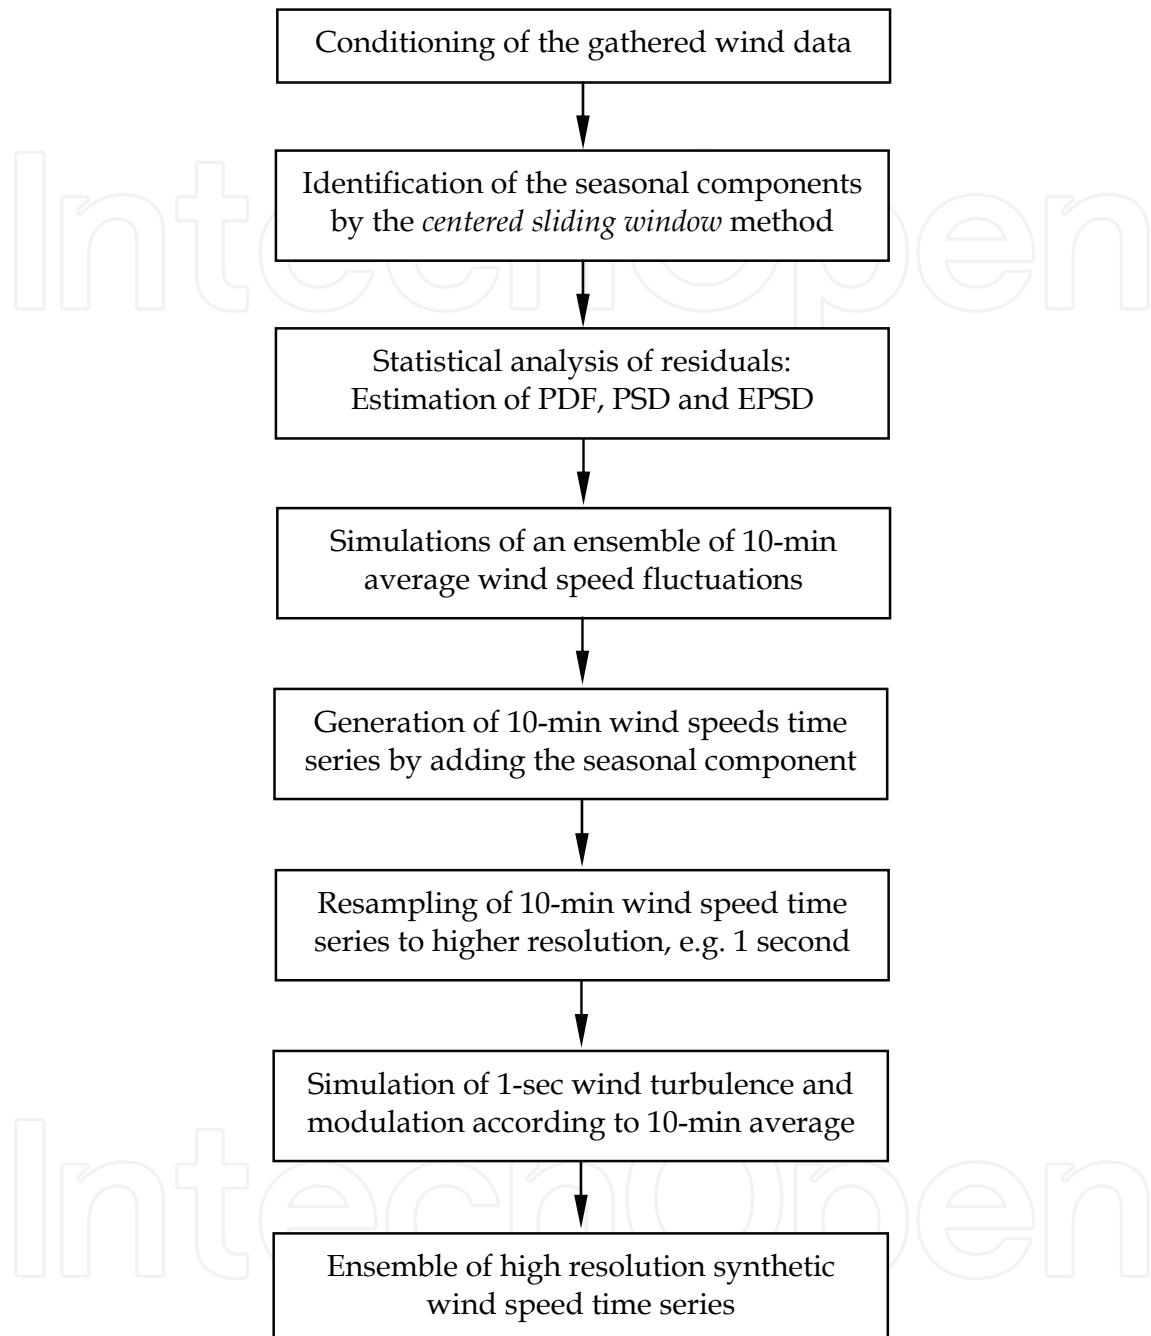 Conditioning of the gathered wind data
Identification of the seasonal components
by the centered sliding window method
Statistical analysis of residuals:
Estimation of PDF, PSD and EPSD
Simulations of an ensemble of 10-min
average wind speed fluctuations
Generation of 10-min wind speeds time
series by adding the seasonal component
Resampling of 10-min wind speed time
series to higher resolution, e.g. 1 second
Simulation of 1-sec wind turbulence and
modulation according to 10-min average
Ensemble of high resolution synthetic
wind speed time series
IntechOpen
IntechOpen